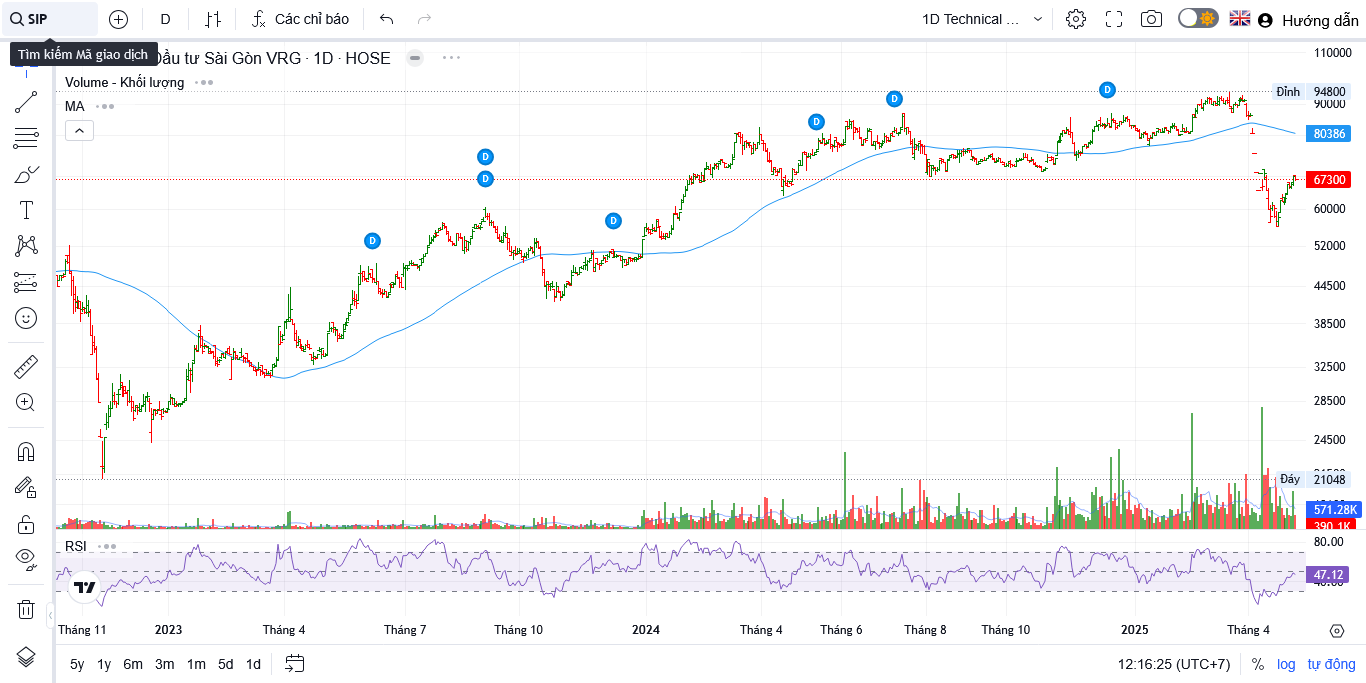 SIP
D
Các chỉ báo
1D Technical ...
Hướng dẫn
Tìm kiếm Mã giao dịch
Đầu tư Sài Gòn VRG · 1D · HOSE
Volume - Khối lượng
MA
110000
Đỉnh 94800
90000
80386
67300
60000
52000
44500
38500
32500
28500
24500
Đáy 21048
571.28K
390.1K
D
D
D
D
D
D
D
RSI
80.00
47.12
40.00
Tháng 11 2023 Tháng 4 Tháng 7 Tháng 10 2024 Tháng 4 Tháng 6 Tháng 8 Tháng 10 2025 Tháng 4
5y 1y 6m 3m 1m 5d 1d
12:16:25 (UTC+7) % log tự động